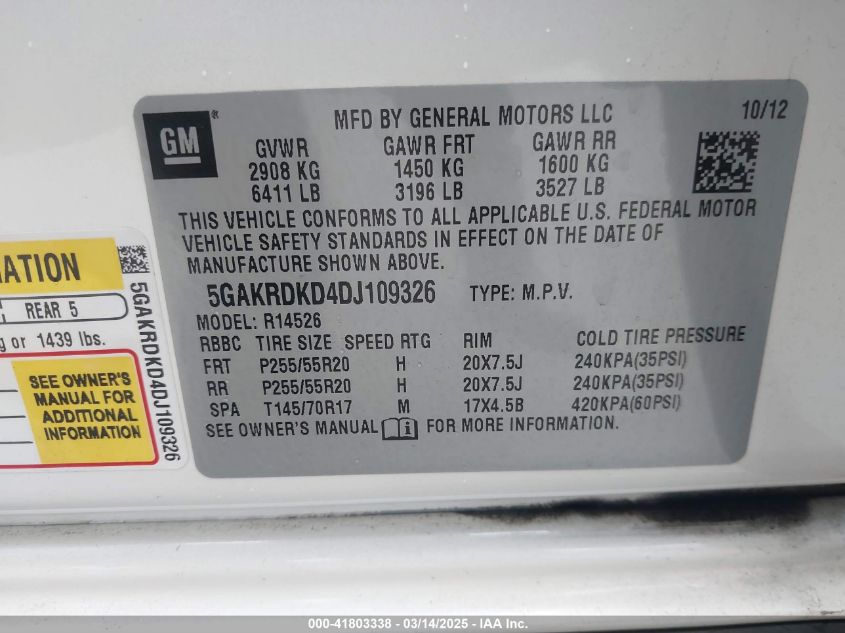 GM
®
MFD BY GENERAL MOTORS LLC 10/12
GVWR GAWR FRT GAWR RR
2908 KG 1450 KG 1600 KG
6411 LB 3196 LB 3527 LB
THIS VEHICLE CONFORMS TO ALL APPLICABLE U.S. FEDERAL MOTOR
VEHICLE SAFETY STANDARDS IN EFFECT ON THE DATE OF
MANUFACTURE SHOWN ABOVE.
5GAKRDKD4DJ109326 TYPE: M.P.V.
MODEL: R14526
RBBC TIRE SIZE SPEED RTG RIM COLD TIRE PRESSURE
FRT P255/55R20 H 20X7.5J 240KPA(35PSI)
RR P255/55R20 H 20X7.5J 240KPA(35PSI)
SPA T145/70R17 M 17X4.5B 420KPA(60PSI)
SEE OWNER'S MANUAL FOR MORE INFORMATION.
REAR 5
or 1439 lbs.
SEE OWNER'S
MANUAL FOR
ADDITIONAL
INFORMATION
5GAKRDKD4DJ109326
000-41803338 - 03/14/2025 - IAA Inc.